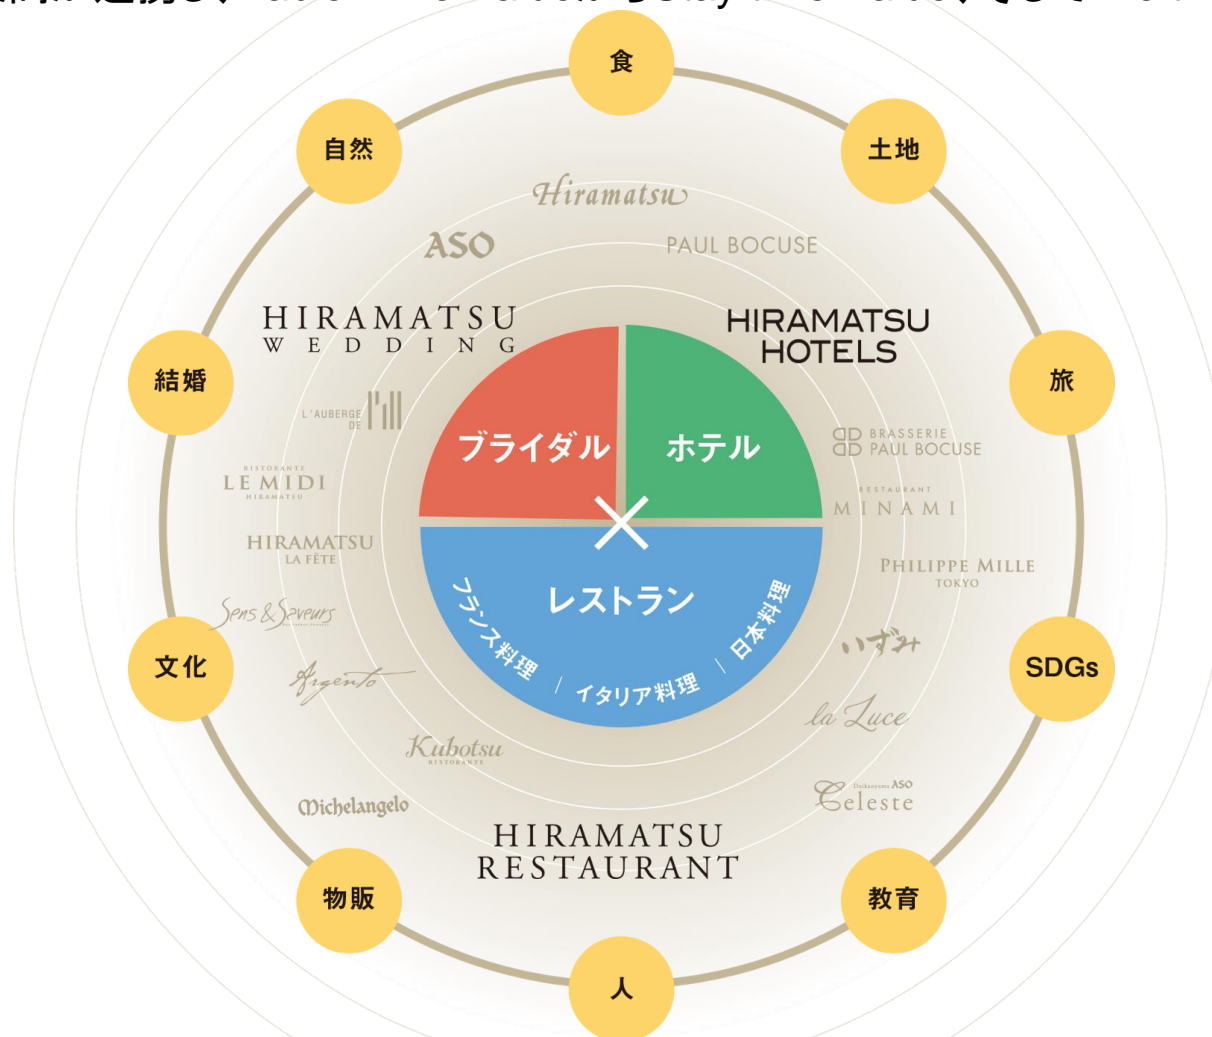 食
自然
土地
Hiramatsu
ASO
PAUL BOCUSE
HIRAMATSU
WEDDING
HIRAMATSU
HOTELS
結婚
旅
L'AUBERGE
DE l'ill
ブライダル
ホテル
BRASSERIE
PAUL BOCUSE
RISTORANTE
LE MIDI
HIRAMATSU
RESTAURANT
MINAMI
HIRAMATSU
LA FÊTE
PHILIPPE MILLE
TOKYO
レストラン
フランス料理 | イタリア料理 | 日本料理
Sens & Saveurs
いずみ
文化
SDGs
Argento
la Luce
Kubotsu
RISTORANTE
Michelangelo
Daikanyama ASO
Celeste
HIRAMATSU
RESTAURANT
物販
教育
人